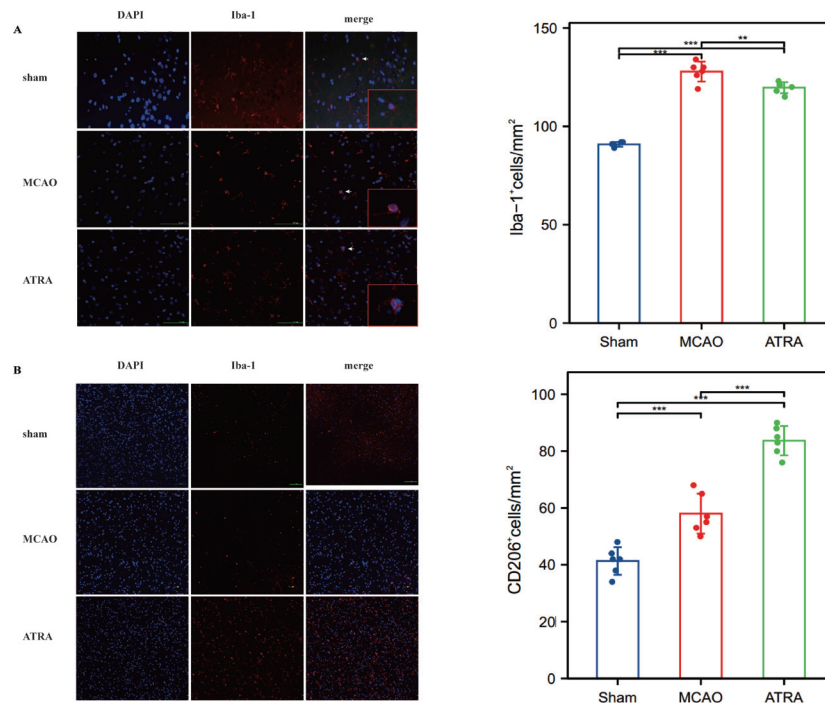 A
DAPI Iba-1 merge
sham
MCAO
ATRA
Iba−1⁺cells/mm²
150
100
50
0
***
***
**
Sham MCAO ATRA
B
DAPI Iba-1 merge
sham
MCAO
ATRA
CD206⁺cells/mm²
100
80
60
40
20
0
***
***
***
Sham MCAO ATRA